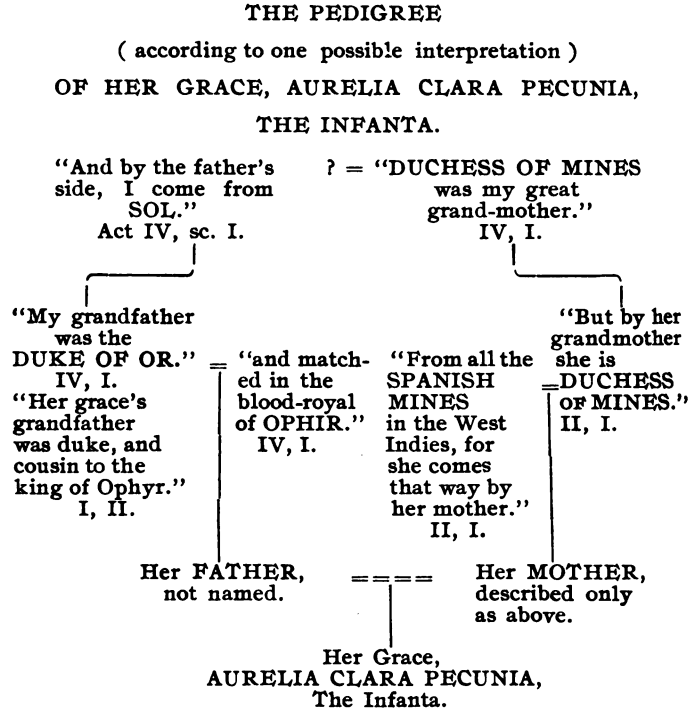 THE PEDIGREE
( according to one possible interpretation )
OF HER GRACE, AURELIA CLARA PECUNIA,
THE INFANTA.
"And by the father's
side, I come from
SOL."
Act IV, sc. I.
? = "DUCHESS OF MINES
was my great
grand-mother."
IV, I.
"My grandfather
was the
DUKE OF OR."
IV, I.
"Her grace's
grandfather
was duke, and
cousin to the
king of Ophyr."
I, II.
=
"and match-
ed in the
blood-royal
of OPHIR."
IV, I.
"From all the
SPANISH
MINES
in the West
Indies, for
she comes
that way by
her mother."
II, I.
=
"But by her
grandmother
she is
DUCHESS
OF MINES."
II, I.
Her FATHER,
not named.
====
Her MOTHER,
described only
as above.
Her Grace,
AURELIA CLARA PECUNIA,
The Infanta.